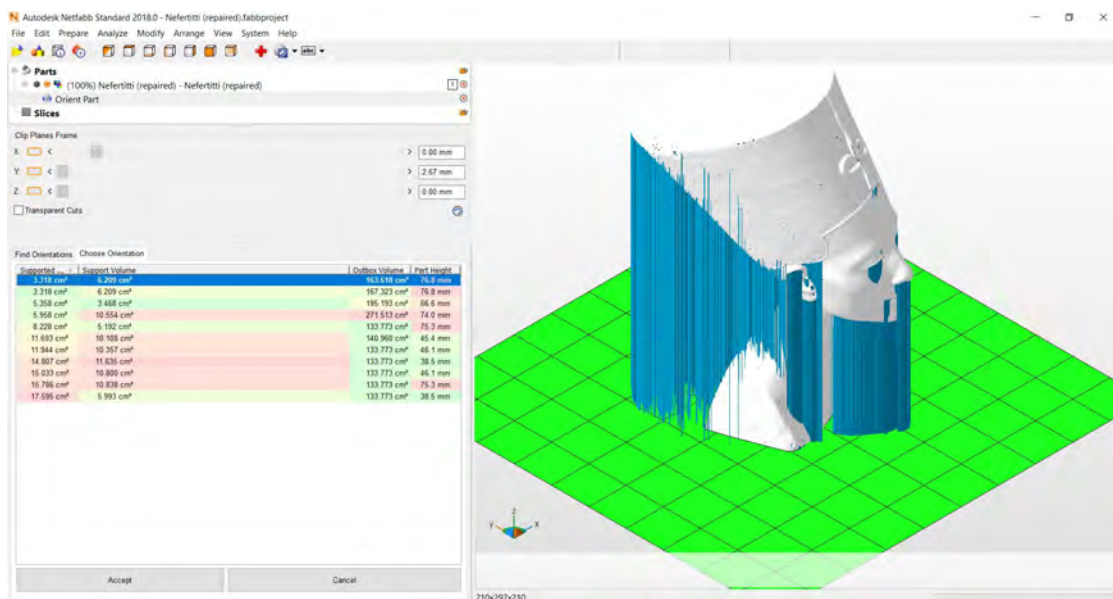 Autodesk Netfabb Standard 2018.0 - Nefertitti (repaired).fabbproject
File Edit Prepare Analyze Modify Arrange View System Help
abc
Parts
(100%) Nefertitti (repaired) - Nefertitti (repaired)
Orient Part
Slices
Clip Planes Frame
X: < > 0.00 mm
Y: < > 2.67 mm
Z: < > 0.00 mm
Transparent Cuts
Find Orientations Choose Orientation
Supported ... Support Volume Outbox Volume Part Height
3.318 cm² 6.209 cm³ 163.618 cm³ 76.8 mm
3.318 cm² 6.209 cm³ 167.323 cm³ 76.8 mm
5.358 cm² 3.468 cm³ 195.193 cm³ 66.6 mm
5.958 cm² 10.554 cm³ 271.513 cm³ 74.0 mm
8.228 cm² 5.192 cm³ 133.773 cm³ 75.3 mm
11.693 cm² 10.108 cm³ 140.960 cm³ 45.4 mm
11.944 cm² 10.357 cm³ 133.773 cm³ 46.1 mm
14.807 cm² 11.635 cm³ 133.773 cm³ 38.5 mm
15.033 cm² 10.800 cm³ 133.773 cm³ 46.1 mm
15.786 cm² 10.838 cm³ 133.773 cm³ 75.3 mm
17.595 cm² 5.993 cm³ 133.773 cm³ 38.5 mm
Z
Y X
Accept Cancel
210x297x210